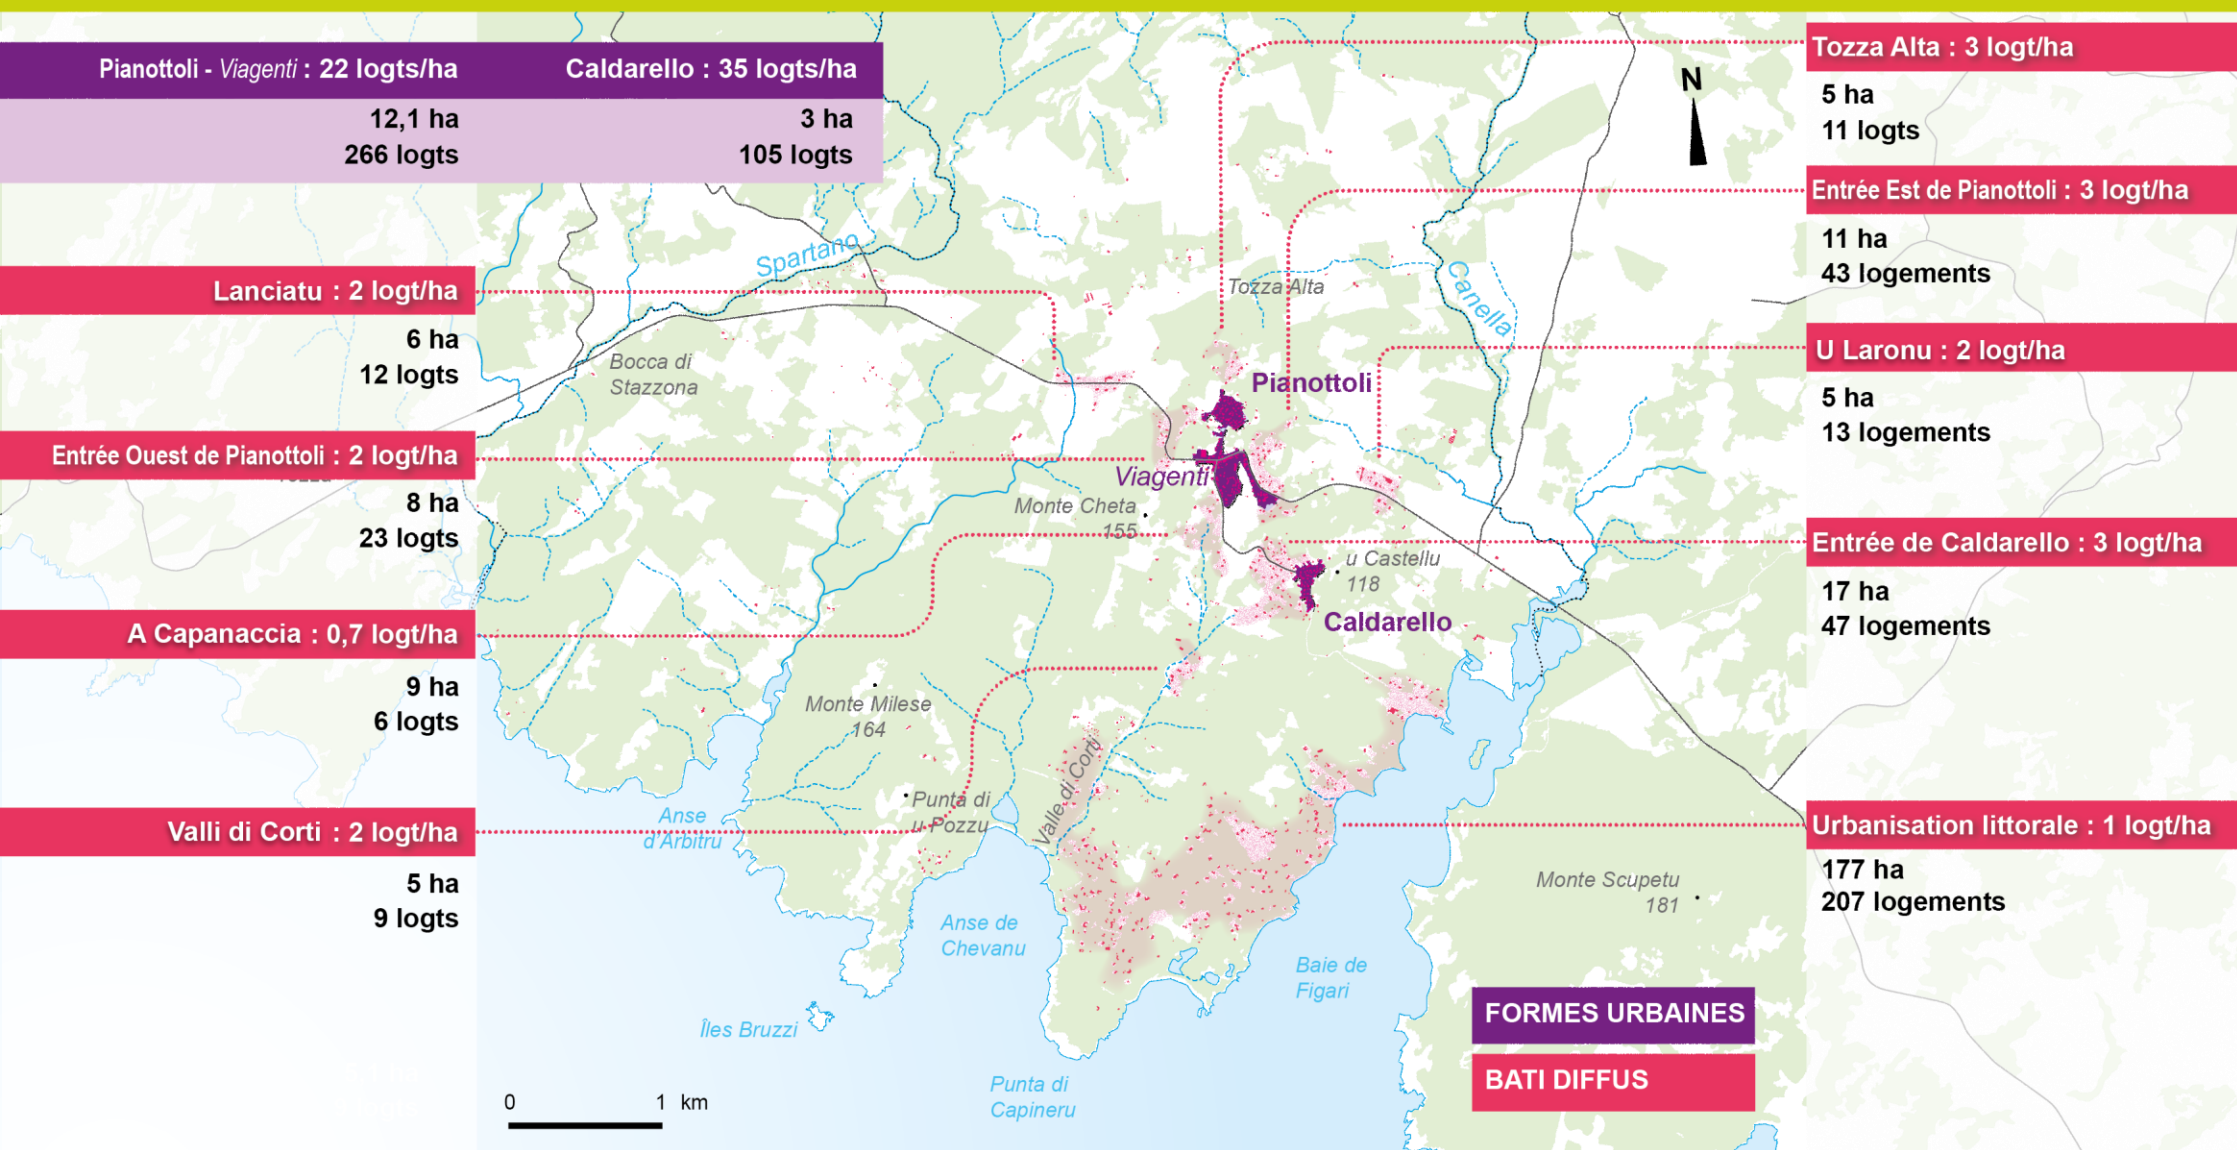 Pianottoli - Viagenti : 22 logts/ha
12,1 ha
266 logts
Caldarello : 35 logts/ha
3 ha
105 logts
Lanciatu : 2 logt/ha
6 ha
12 logts
Entrée Ouest de Pianottoli : 2 logt/ha
8 ha
23 logts
A Capanaccia : 0,7 logt/ha
9 ha
6 logts
Valli di Corti : 2 logt/ha
5 ha
9 logts
Tozza Alta : 3 logt/ha
5 ha
11 logts
Entrée Est de Pianottoli : 3 logt/ha
11 ha
43 logements
U Laronu : 2 logt/ha
5 ha
13 logements
Entrée de Caldarello : 3 logt/ha
17 ha
47 logements
Urbanisation littorale : 1 logt/ha
177 ha
207 logements
N
Spartano
Tozza Alta
Canella
Bocca di
Stazzona
Pianottoli
Viagenti
Monte Cheta
155
u Castellu
118
Caldarello
Monte Milese
164
Valle di Corti
Punta di
u Pozzu
Anse
d'Arbitru
Monte Scupetu
181
Anse de
Chevanu
Baie de
Figari
Îles Bruzzi
Punta di
Capineru
0 1 km
FORMES URBAINES
BATI DIFFUS